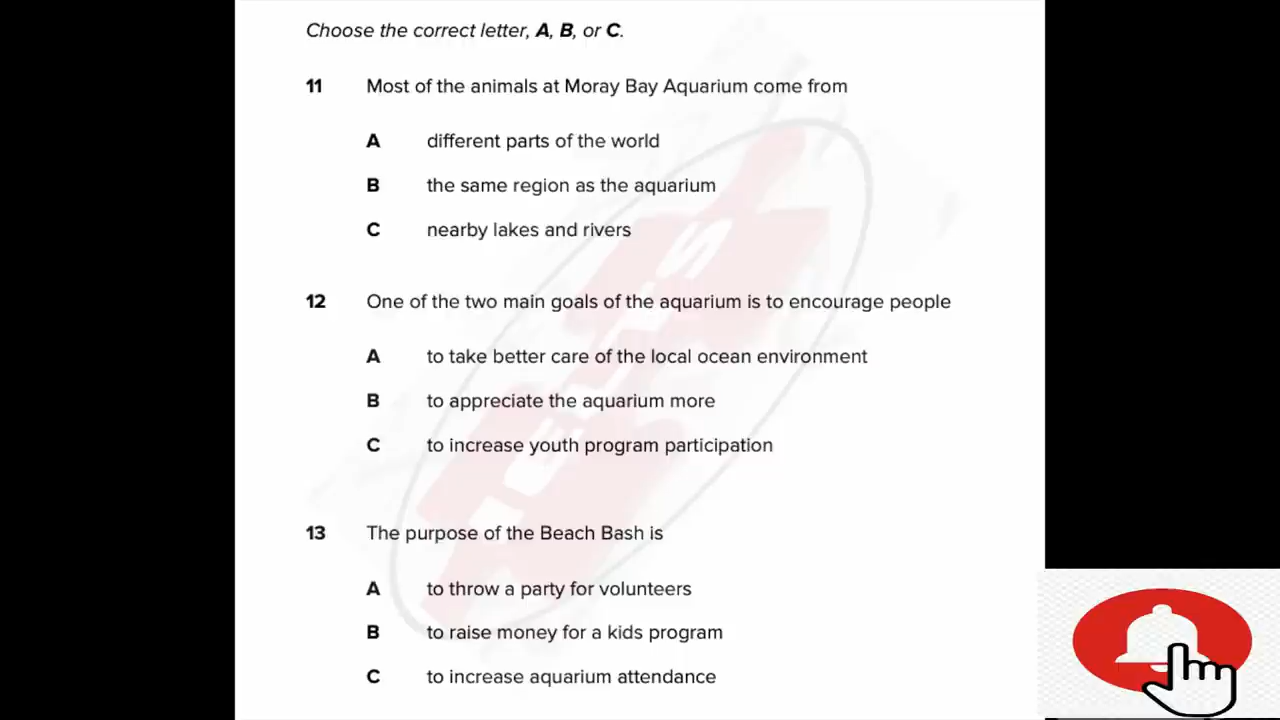 Choose the correct letter, A, B, or C.
11 Most of the animals at Moray Bay Aquarium come from
A different parts of the world
B the same region as the aquarium
C nearby lakes and rivers
12 One of the two main goals of the aquarium is to encourage people
A to take better care of the local ocean environment
B to appreciate the aquarium more
C to increase youth program participation
13 The purpose of the Beach Bash is
A to throw a party for volunteers
B to raise money for a kids program
C to increase aquarium attendance